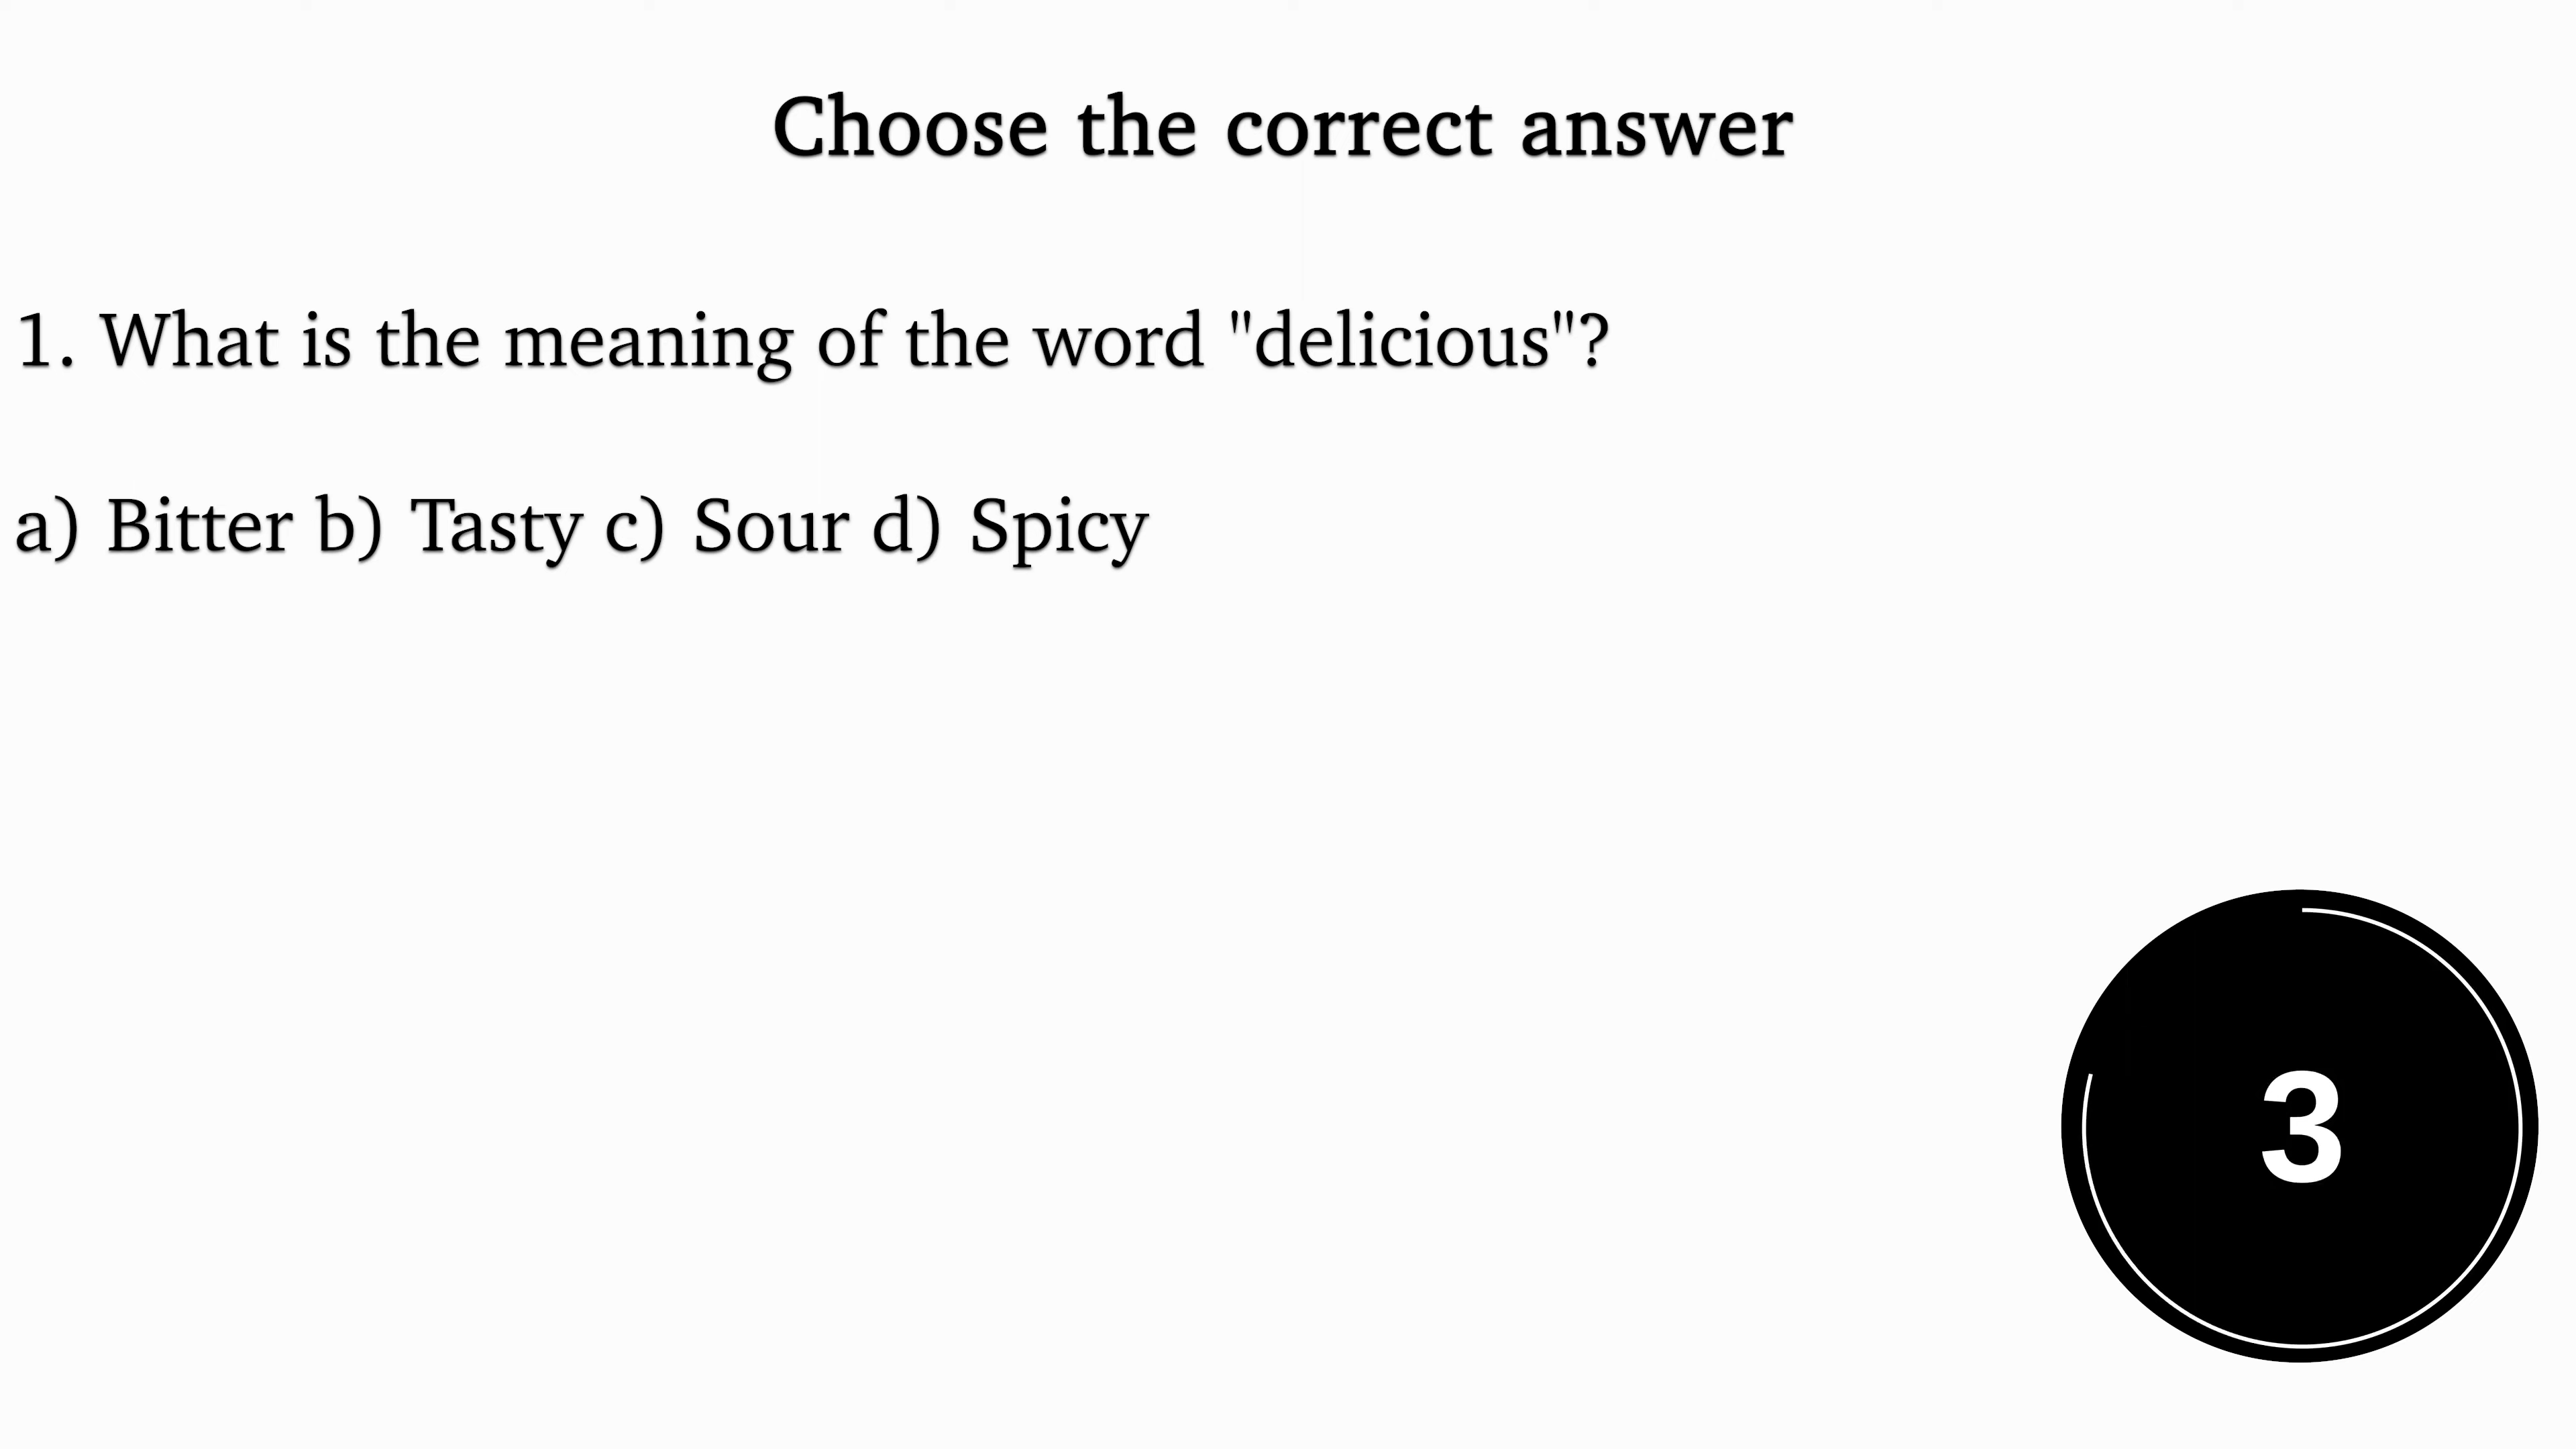 Choose the correct answer
1. What is the meaning of the word "delicious"?
a) Bitter b) Tasty c) Sour d) Spicy
3